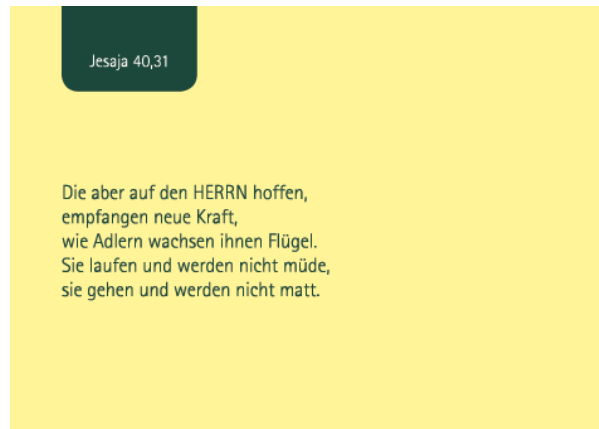 Jesaja 40,31
Die aber auf den HERRN hoffen,
empfangen neue Kraft,
wie Adlern wachsen ihnen Flügel.
Sie laufen und werden nicht müde,
sie gehen und werden nicht matt.